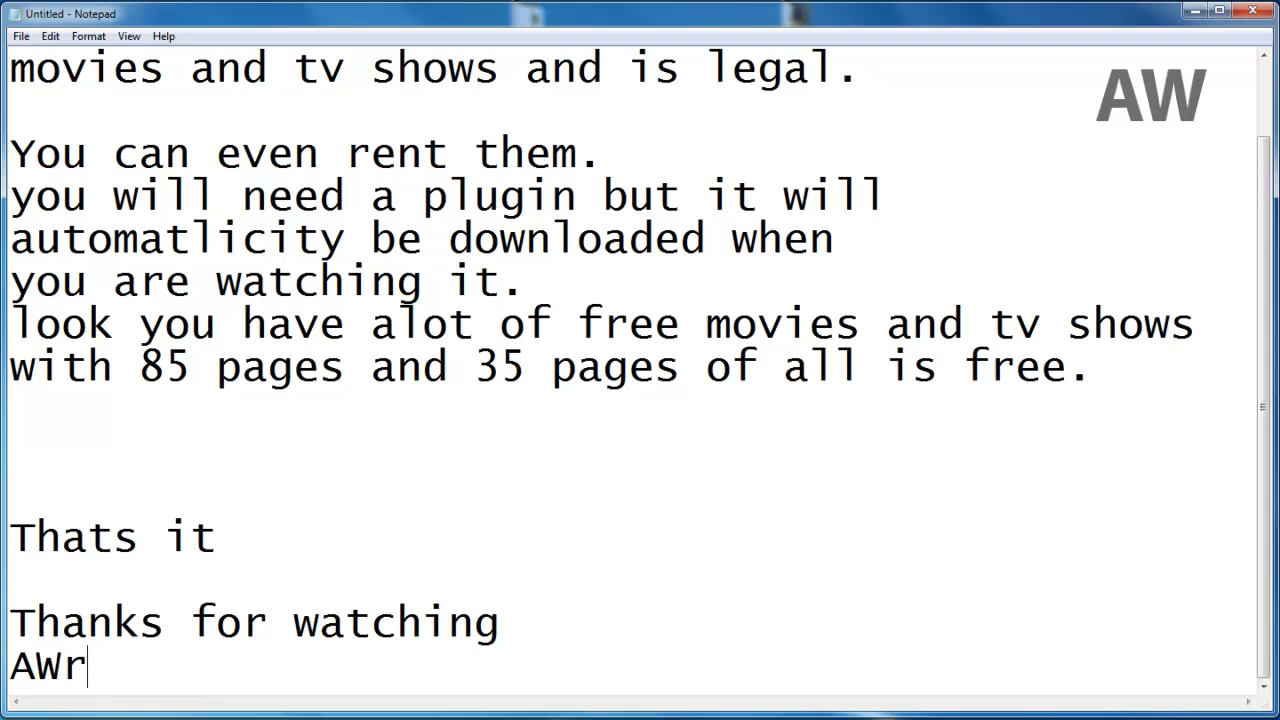 Untitled - Notepad
File Edit Format View Help
movies and tv shows and is legal.
AW
You can even rent them.
you will need a plugin but it will
automatlicity be downloaded when
you are watching it.
look you have alot of free movies and tv shows
with 85 pages and 35 pages of all is free.
Thats it
Thanks for watching
AWr